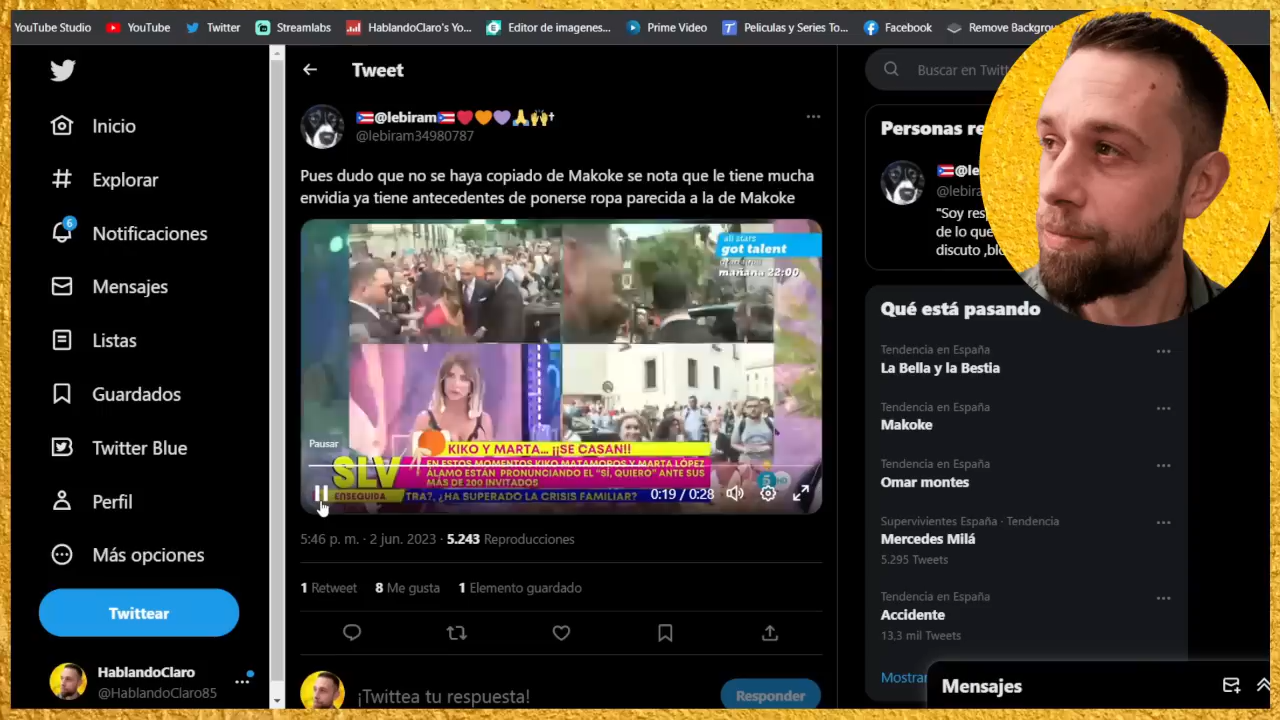 YouTube Studio
YouTube
Twitter
Streamlabs
HablandoClaro's Yo...
Editor de imagenes...
Prime Video
Peliculas y Series To...
Facebook
Remove Backgro
Inicio
Explorar
6
Notificaciones
Mensajes
Listas
Guardados
Twitter Blue
Perfil
Más opciones
Twittear
HablandoClaro
@HablandoClaro85
Tweet
@lebiram
@lebiram34980787
Pues dudo que no se haya copiado de Makoke se nota que le tiene mucha
envidia ya tiene antecedentes de ponerse ropa parecida a la de Makoke
all stars
got talent
mañana 22:00
Pausar
KIKO Y MARTA... ¡¡SE CASAN!!
SLV
EN ESTOS MOMENTOS KIKO MATAMOROS Y MARTA LÓPEZ
ÁLAMO ESTÁN PRONUNCIANDO EL "SÍ, QUIERO" ANTE SUS
MÁS DE 200 INVITADOS
ENSEGUIDA
TRA?, ¿HA SUPERADO LA CRISIS FAMILIAR?
0:19 / 0:28
5:46 p. m. · 2 jun. 2023 · 5.243 Reproducciones
1 Retweet 8 Me gusta 1 Elemento guardado
¡Twittea tu respuesta!
Responder
Buscar en Twitt
Personas re
@le
@lebira
"Soy res
de lo que
discuto ,blo
Qué está pasando
Tendencia en España
La Bella y la Bestia
Tendencia en España
Makoke
Tendencia en España
Omar montes
Supervivientes España · Tendencia
Mercedes Milá
5.295 Tweets
Tendencia en España
Accidente
13,3 mil Tweets
Mostrar
Mensajes